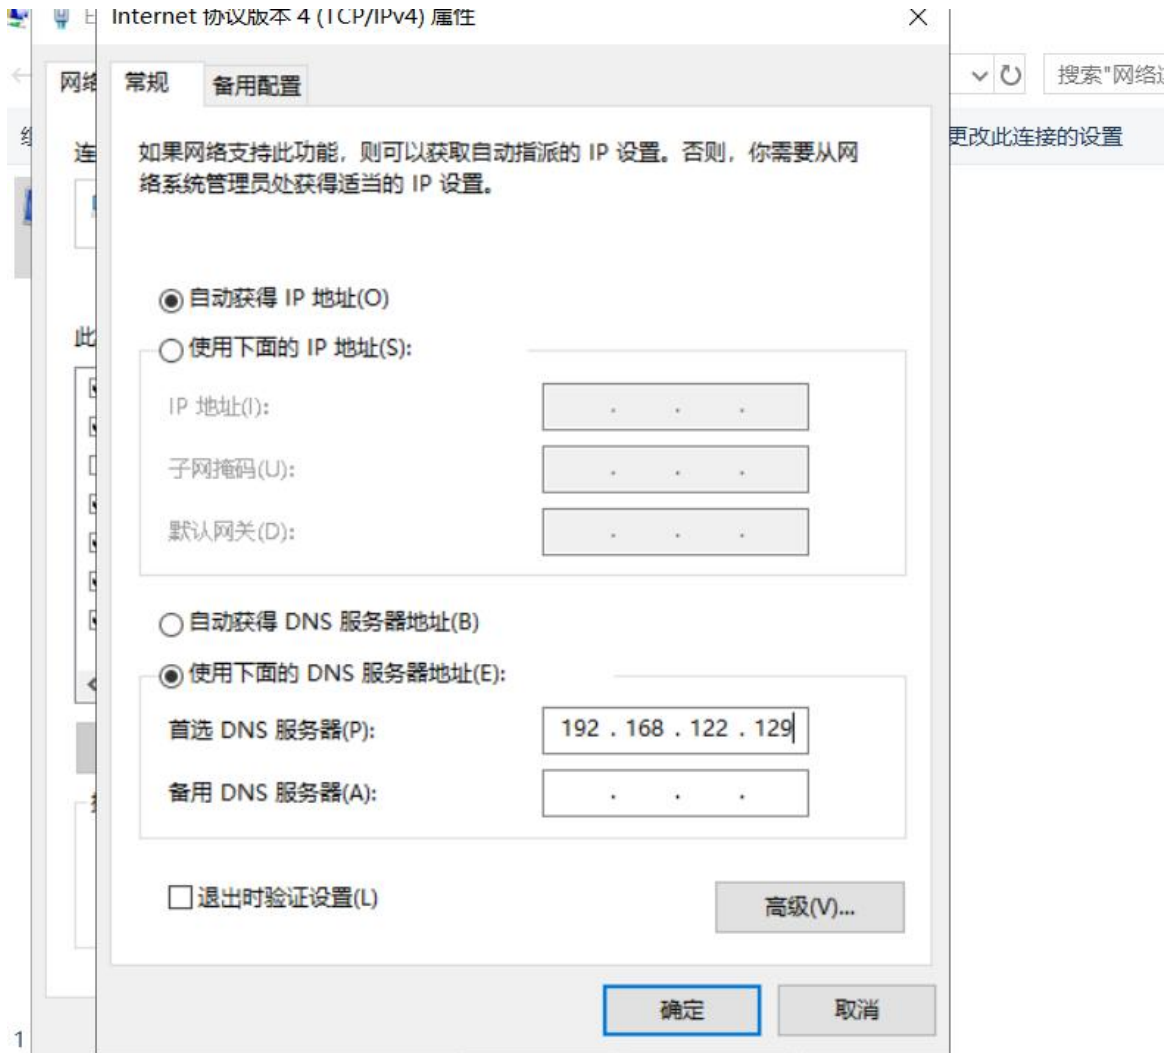 Internet 协议版本 4 (TCP/IPv4) 属性
网络
常规
备用配置
搜索"网络
更改此连接的设置
连
如果网络支持此功能，则可以获取自动指派的 IP 设置。否则，你需要从网
络系统管理员处获得适当的 IP 设置。
自动获得 IP 地址(O)
此
使用下面的 IP 地址(S):
IP 地址(I):
. . .
子网掩码(U):
. . .
默认网关(D):
. . .
自动获得 DNS 服务器地址(B)
使用下面的 DNS 服务器地址(E):
首选 DNS 服务器(P):
192 . 168 . 122 . 129
备用 DNS 服务器(A):
. . .
退出时验证设置(L)
高级(V)...
确定
取消
1